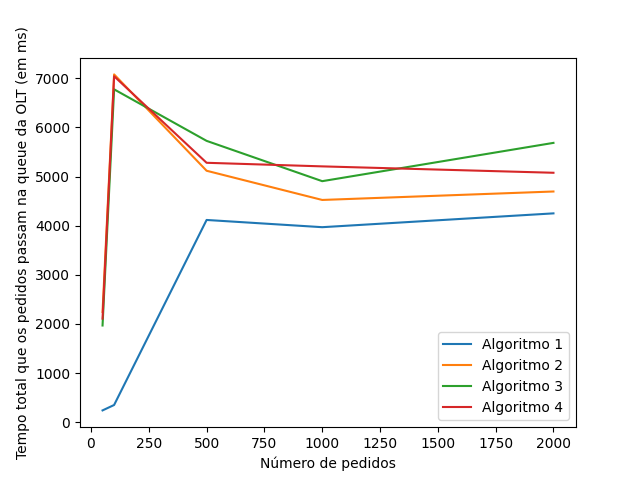 Tempo total que os pedidos passam na queue da OLT (em ms)
7000
6000
5000
4000
3000
2000
1000
0
Algoritmo 1
Algoritmo 2
Algoritmo 3
Algoritmo 4
0 250 500 750 1000 1250 1500 1750 2000
Número de pedidos